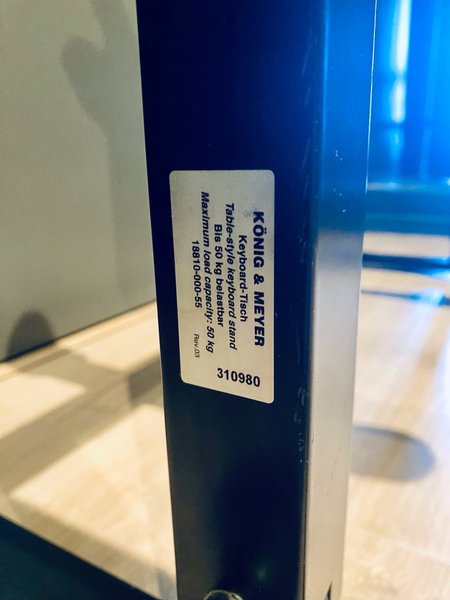 KÖNIG & MEYER
Keyboard-Tisch
Table-style keyboard stand
Bis 50 kg belastbar
Maximum load capacity: 50 kg
18810-000-55
Rev.03
310980